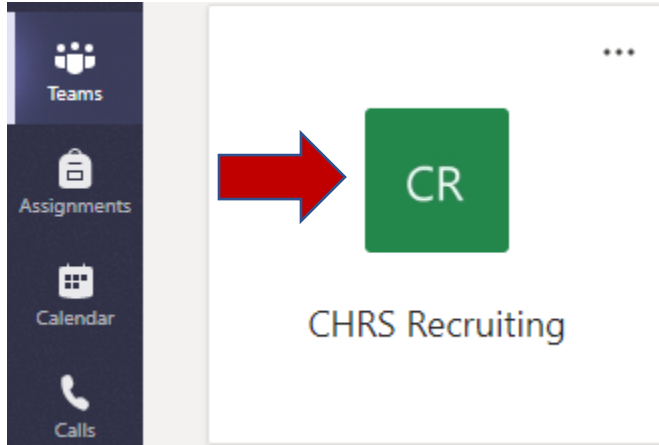 Teams
Assignments
Calendar
Calls
...
CR
CHRS Recruiting